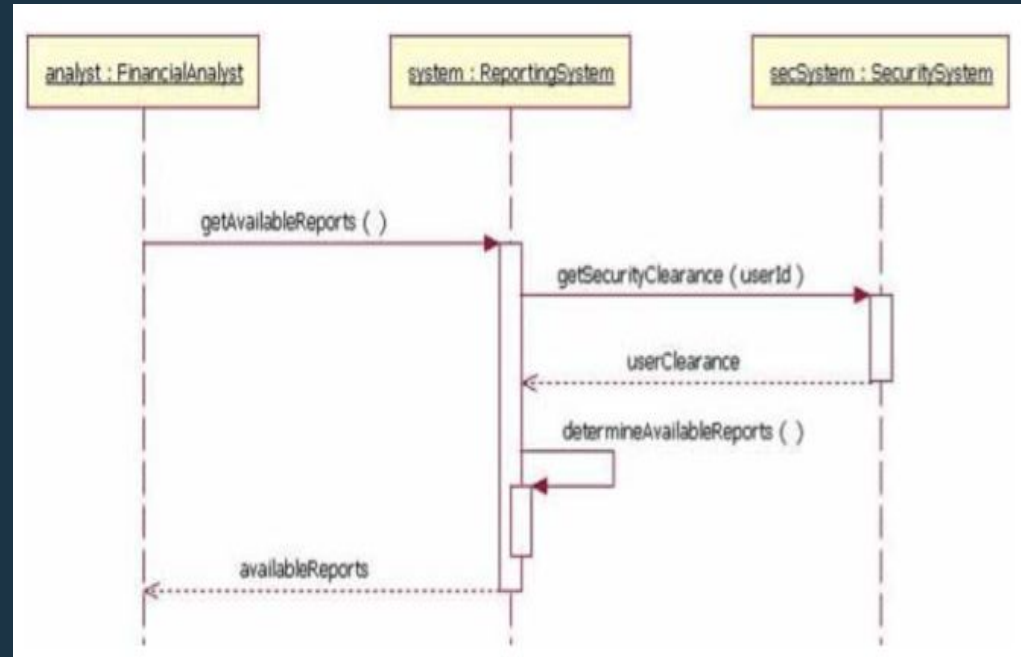 analyst : FinancialAnalyst
system : ReportingSystem
secSystem : SecuritySystem
getAvailableReports ( )
getSecurityClearance ( userId )
userClearance
determineAvailableReports ( )
availableReports